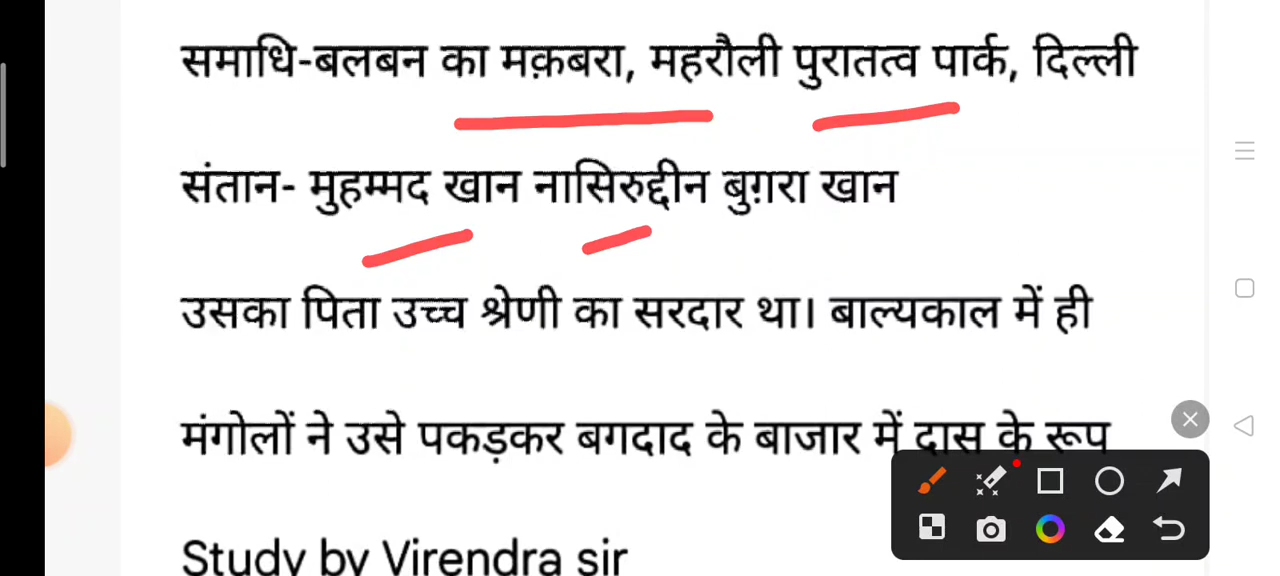 समाधि-बलबन का मक़बरा, महरौली पुरातत्व पार्क, दिल्ली
संतान- मुहम्मद खान नासिरुद्दीन बुग़रा खान
उसका पिता उच्च श्रेणी का सरदार था। बाल्यकाल में ही
मंगोलों ने उसे पकड़कर बगदाद के बाजार में दास के रूप
Study by Virendra sir